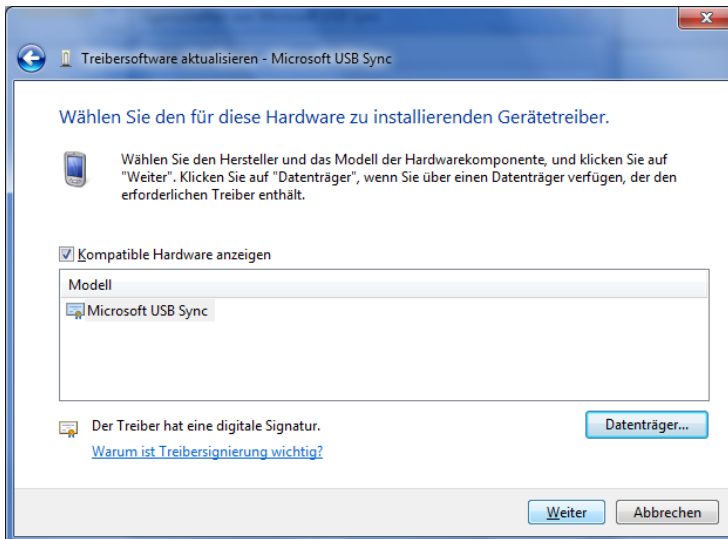 Treibersoftware aktualisieren - Microsoft USB Sync
Wählen Sie den für diese Hardware zu installierenden Gerätetreiber.
Wählen Sie den Hersteller und das Modell der Hardwarekomponente, und klicken Sie auf
"Weiter". Klicken Sie auf "Datenträger", wenn Sie über einen Datenträger verfügen, der den
erforderlichen Treiber enthält.
Kompatible Hardware anzeigen
Modell
Microsoft USB Sync
Der Treiber hat eine digitale Signatur.
Datenträger...
Warum ist Treibersignierung wichtig?
Weiter
Abbrechen